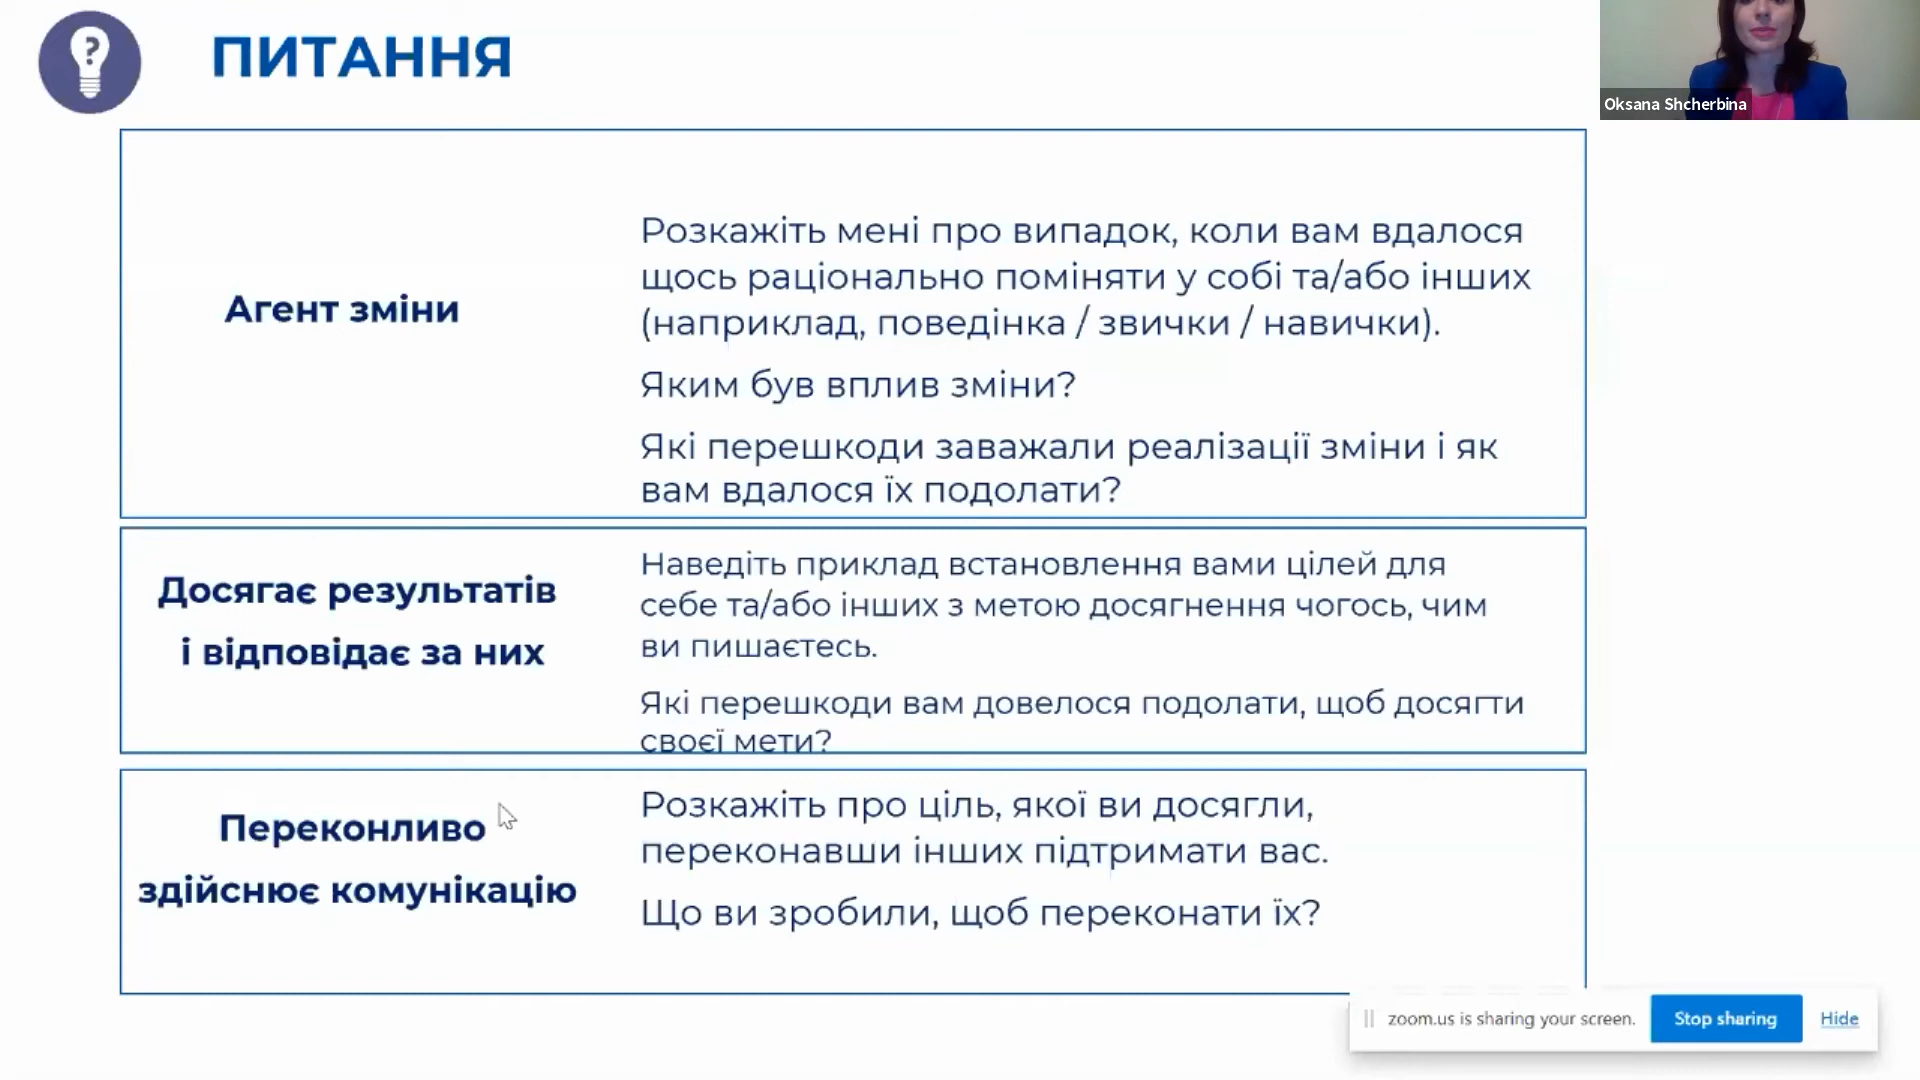 ПИТАННЯ
Oksana Shcherbina
Агент зміни
Розкажіть мені про випадок, коли вам вдалося
щось раціонально поміняти у собі та/або інших
(наприклад, поведінка / звички / навички).
Яким був вплив зміни?
Які перешкоди заважали реалізації зміни і як
вам вдалося їх подолати?
Досягає результатів
і відповідає за них
Наведіть приклад встановлення вами цілей для
себе та/або інших з метою досягнення чогось, чим
ви пишаєтесь.
Які перешкоди вам довелося подолати, щоб досягти
своєї мети?
Переконливо
здійснює комунікацію
Розкажіть про ціль, якої ви досягли,
переконавши інших підтримати вас.
Що ви зробили, щоб переконати їх?
zoom.us is sharing your screen.
Stop sharing
Hide